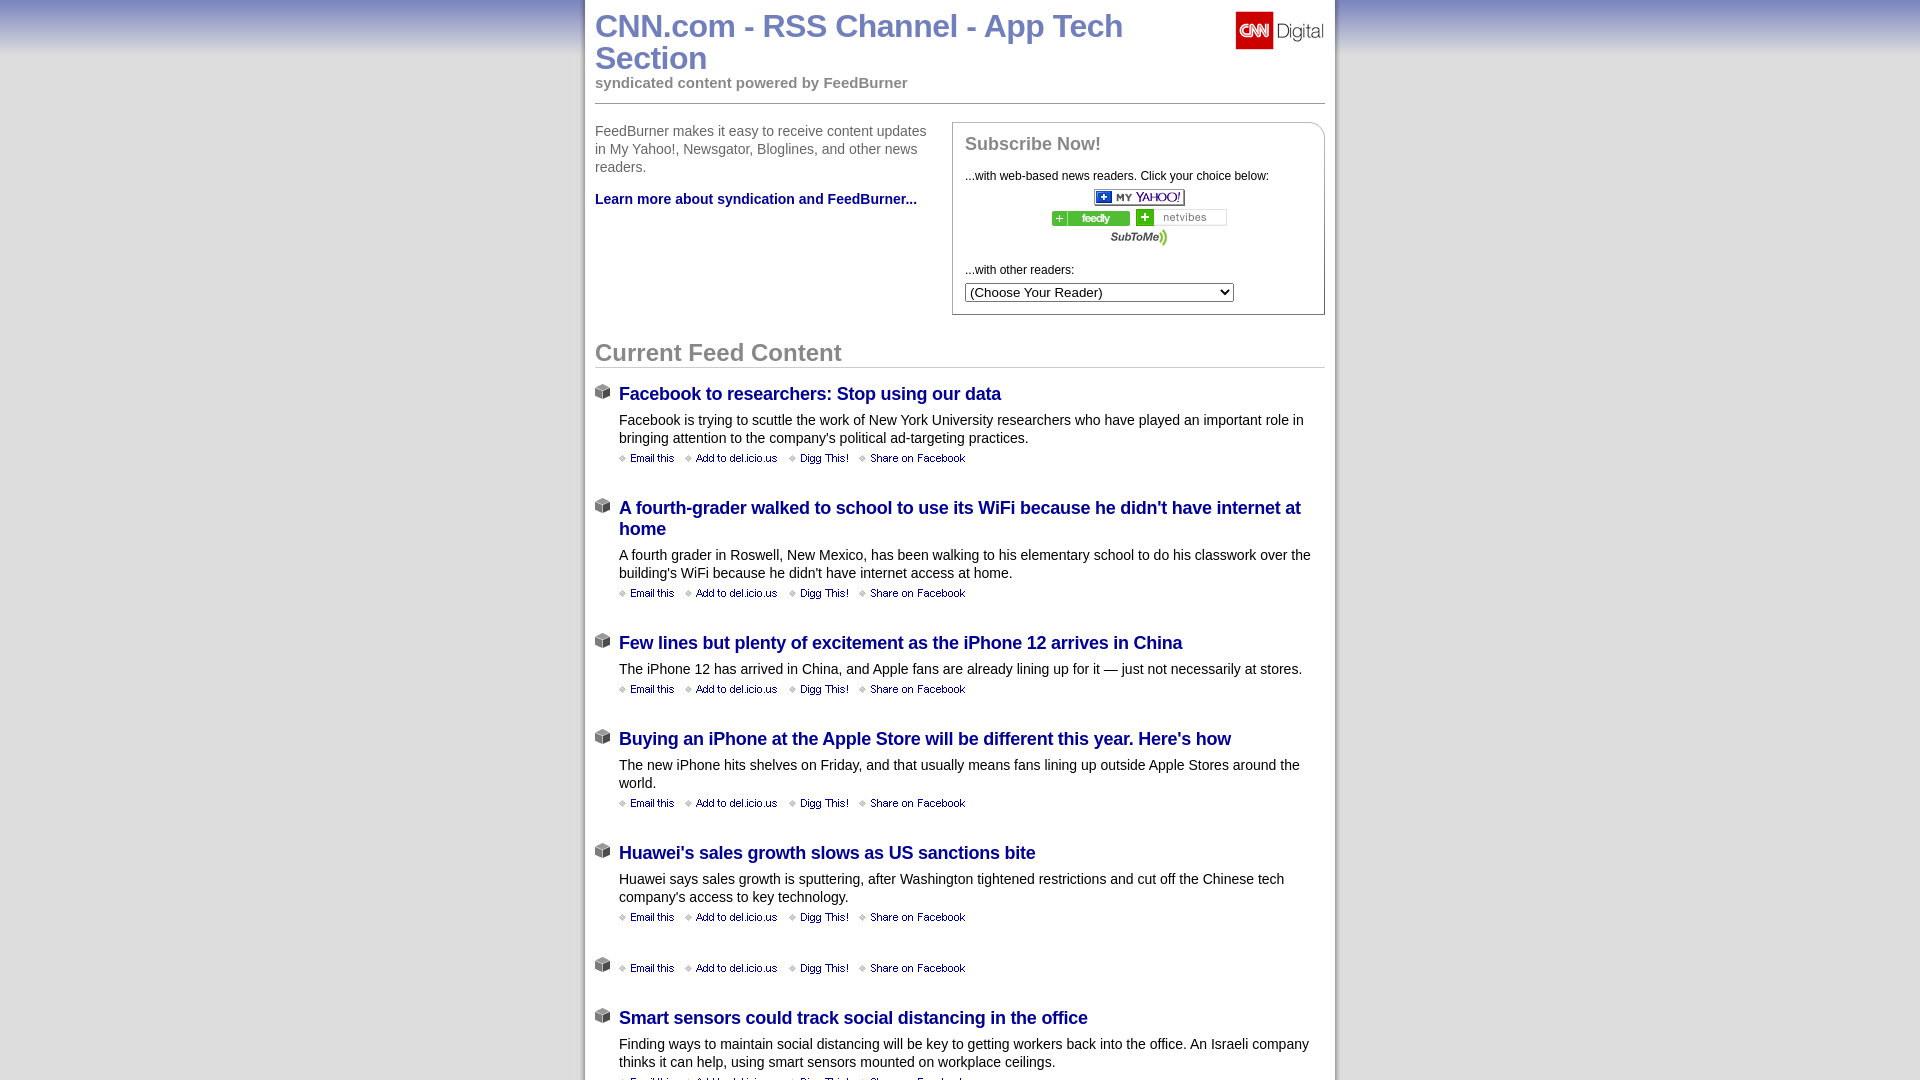 CNN.com - RSS Channel - App Tech
Section
CNN Digital
syndicated content powered by FeedBurner
FeedBurner makes it easy to receive content updates
in My Yahoo!, Newsgator, Bloglines, and other news
readers.
Learn more about syndication and FeedBurner...
Subscribe Now!
...with web-based news readers. Click your choice below:
MY YAHOO!
feedly netvibes
SubToMe
...with other readers:
(Choose Your Reader)
Current Feed Content
Facebook to researchers: Stop using our data
Facebook is trying to scuttle the work of New York University researchers who have played an important role in
bringing attention to the company's political ad-targeting practices.
Email this Add to del.icio.us Digg This! Share on Facebook
A fourth-grader walked to school to use its WiFi because he didn't have internet at
home
A fourth grader in Roswell, New Mexico, has been walking to his elementary school to do his classwork over the
building's WiFi because he didn't have internet access at home.
Email this Add to del.icio.us Digg This! Share on Facebook
Few lines but plenty of excitement as the iPhone 12 arrives in China
The iPhone 12 has arrived in China, and Apple fans are already lining up for it — just not necessarily at stores.
Email this Add to del.icio.us Digg This! Share on Facebook
Buying an iPhone at the Apple Store will be different this year. Here's how
The new iPhone hits shelves on Friday, and that usually means fans lining up outside Apple Stores around the
world.
Email this Add to del.icio.us Digg This! Share on Facebook
Huawei's sales growth slows as US sanctions bite
Huawei says sales growth is sputtering, after Washington tightened restrictions and cut off the Chinese tech
company's access to key technology.
Email this Add to del.icio.us Digg This! Share on Facebook
Email this Add to del.icio.us Digg This! Share on Facebook
Smart sensors could track social distancing in the office
Finding ways to maintain social distancing will be key to getting workers back into the office. An Israeli company
thinks it can help, using smart sensors mounted on workplace ceilings.